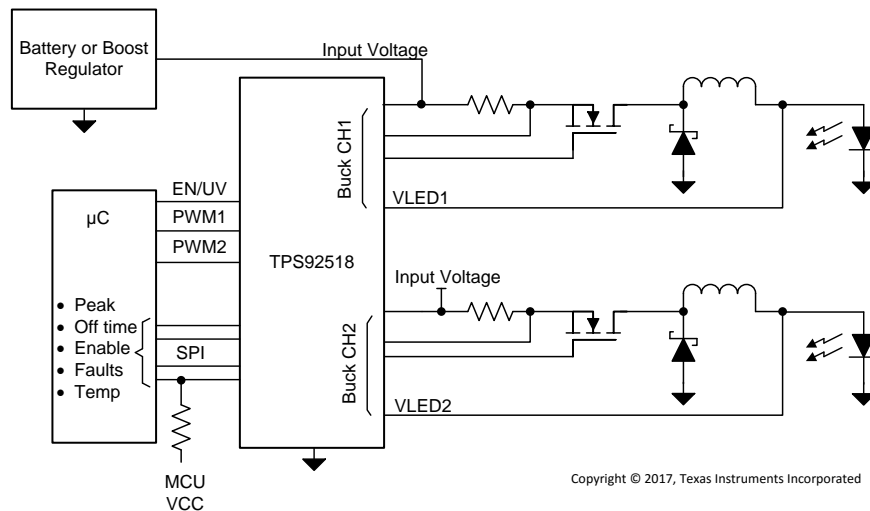 Battery or Boost
Regulator
Input Voltage
Buck CH1
VLED1
µC
EN/UV
PWM1
PWM2
TPS92518
Input Voltage
• Peak
• Off time
• Enable
• Faults
• Temp
SPI
Buck CH2
VLED2
MCU
VCC
Copyright © 2017, Texas Instruments Incorporated